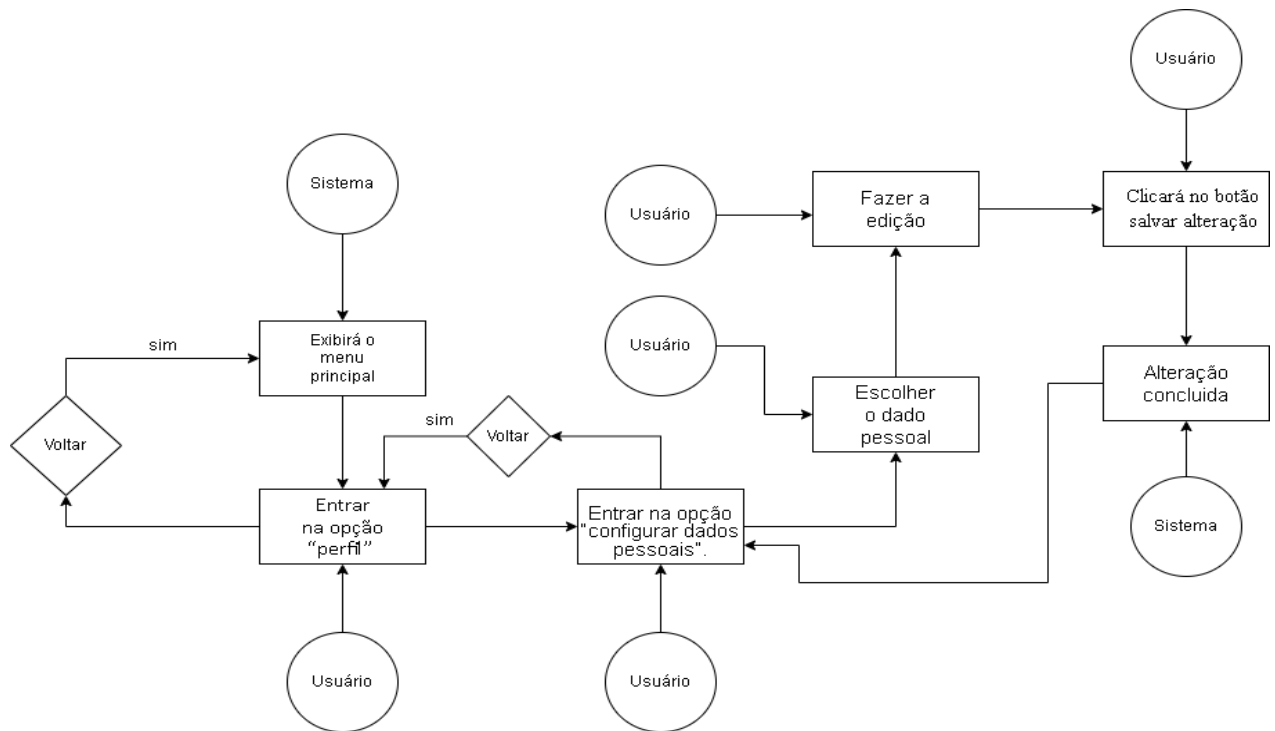 Usuário
Sistema
Usuário
Fazer a
edição
Clicará no botão
salvar alteração
Usuário
sim
Exibirá o
menu
principal
Escolher
o dado
pessoal
Alteração
concluida
Voltar
sim
Voltar
Entrar
na opção
“perfil”
Entrar na opção
"configurar dados
pessoais".
Sistema
Usuário
Usuário